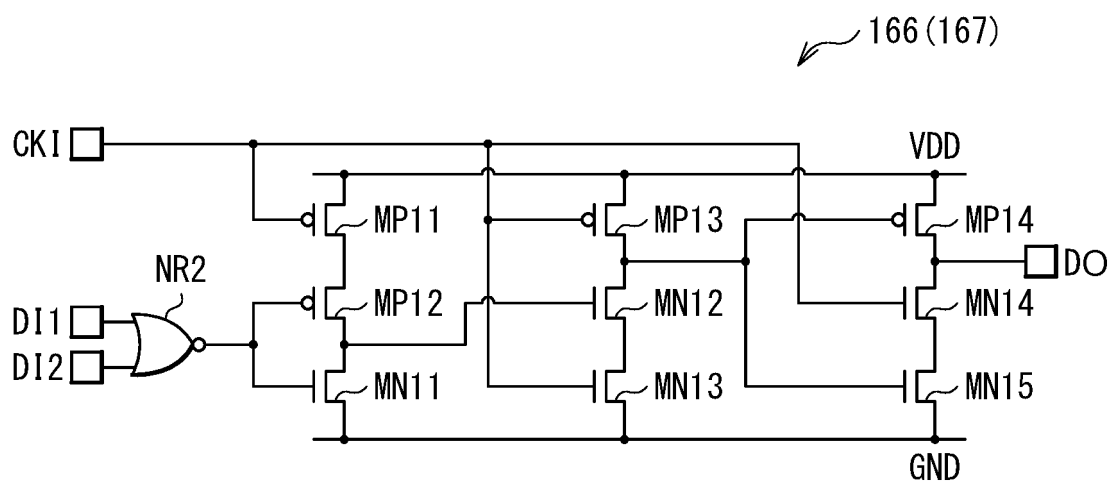 166(167)
CKI
VDD
MP11
MP13
MP14
DO
NR2
DI1
DI2
MP12
MN12
MN14
MN11
MN13
MN15
GND